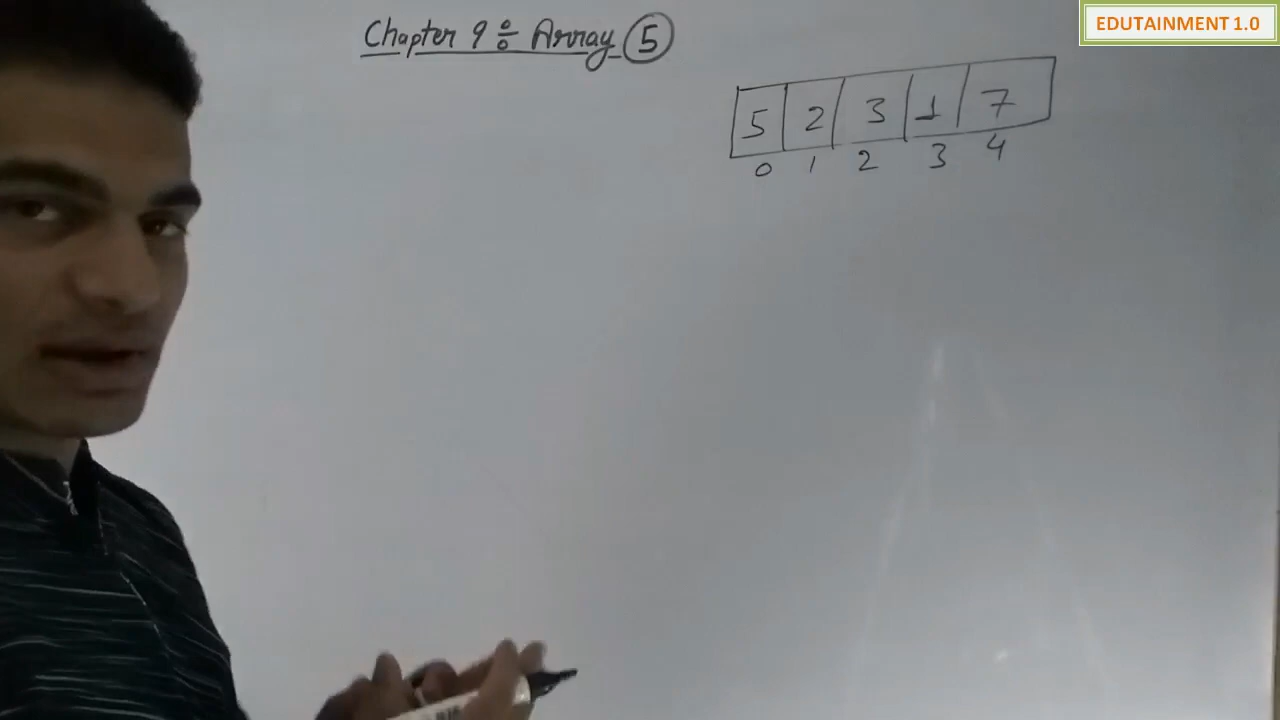 EDUTAINMENT 1.0
Chapter 9 ÷ Array 5
5 2 3 1 7
0 1 2 3 4